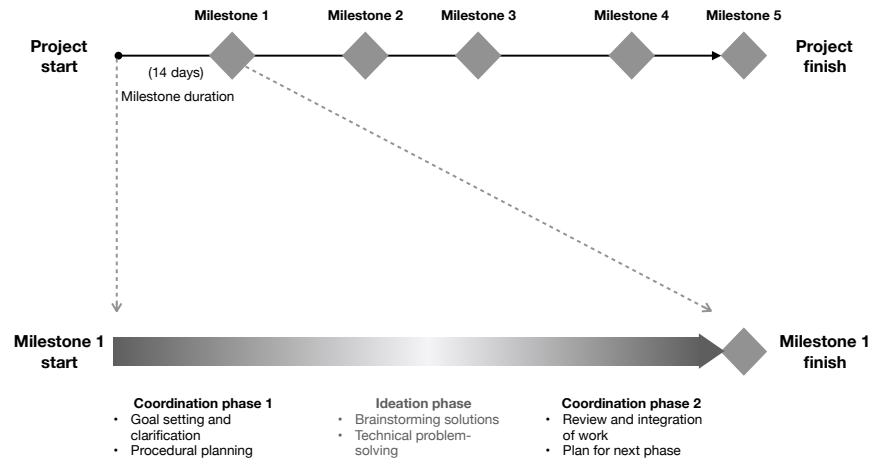 Milestone 1
Milestone 2
Milestone 3
Milestone 4
Milestone 5
Project
start
Project
finish
(14 days)
Milestone duration
Milestone 1
start
Milestone 1
finish
Coordination phase 1
• Goal setting and
clarification
• Procedural planning
Ideation phase
• Brainstorming solutions
• Technical problem-
solving
Coordination phase 2
• Review and integration
of work
• Plan for next phase